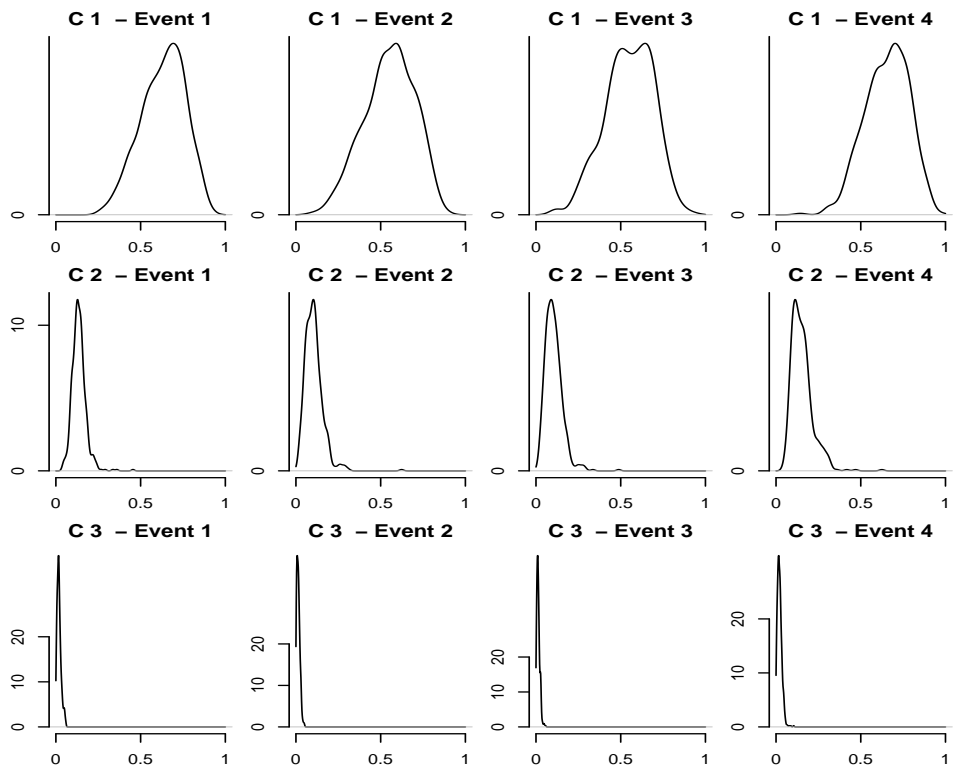 C 1 – Event 1
C 1 – Event 2
C 1 – Event 3
C 1 – Event 4
0
0
0
0
0 0.5 1
0 0.5 1
0 0.5 1
0 0.5 1
C 2 – Event 1
C 2 – Event 2
C 2 – Event 3
C 2 – Event 4
10
0
0
0
0
0 0.5 1
0 0.5 1
0 0.5 1
0 0.5 1
C 3 – Event 1
C 3 – Event 2
C 3 – Event 3
C 3 – Event 4
0 10 20
0 10 20
0 10 20
0 10 20
0 0.5 1
0 0.5 1
0 0.5 1
0 0.5 1